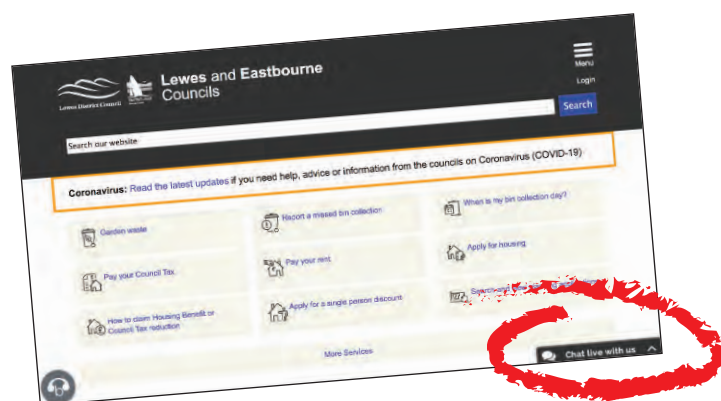 Lewes District Council
Lewes and Eastbourne
Councils
Menu
Login
Search our website
Search
Coronavirus: Read the latest updates if you need help, advice or information from the councils on Coronavirus (COVID-19)
Garden waste
Report a missed bin collection
When is my bin collection day?
Pay your Council Tax
Pay your rent
Apply for housing
How to claim Housing Benefit or
Council Tax reduction
Apply for a single person discount
Search and
More Services
Chat live with us